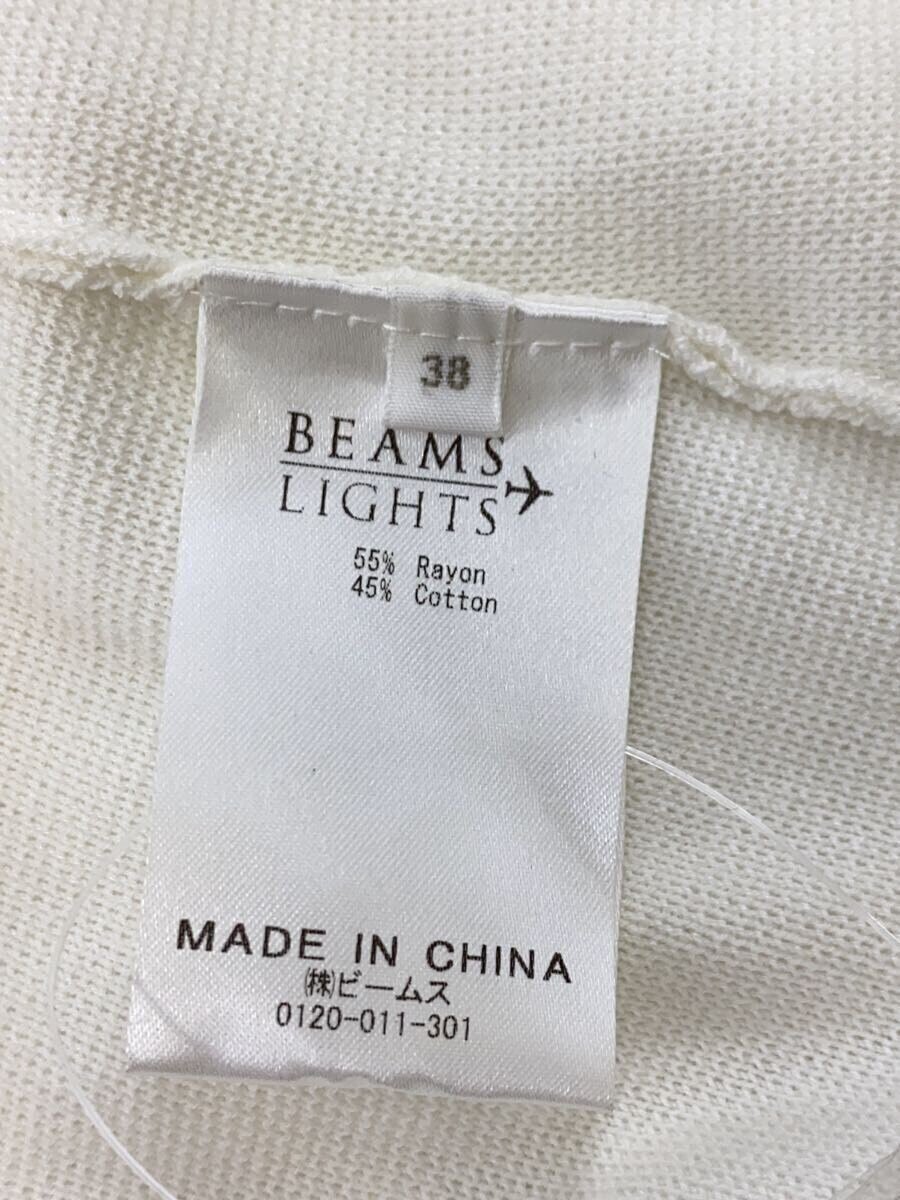 38
BEAMS
LIGHTS
55% Rayon
45% Cotton
MADE IN CHINA
㈱ビームス
0120-011-301